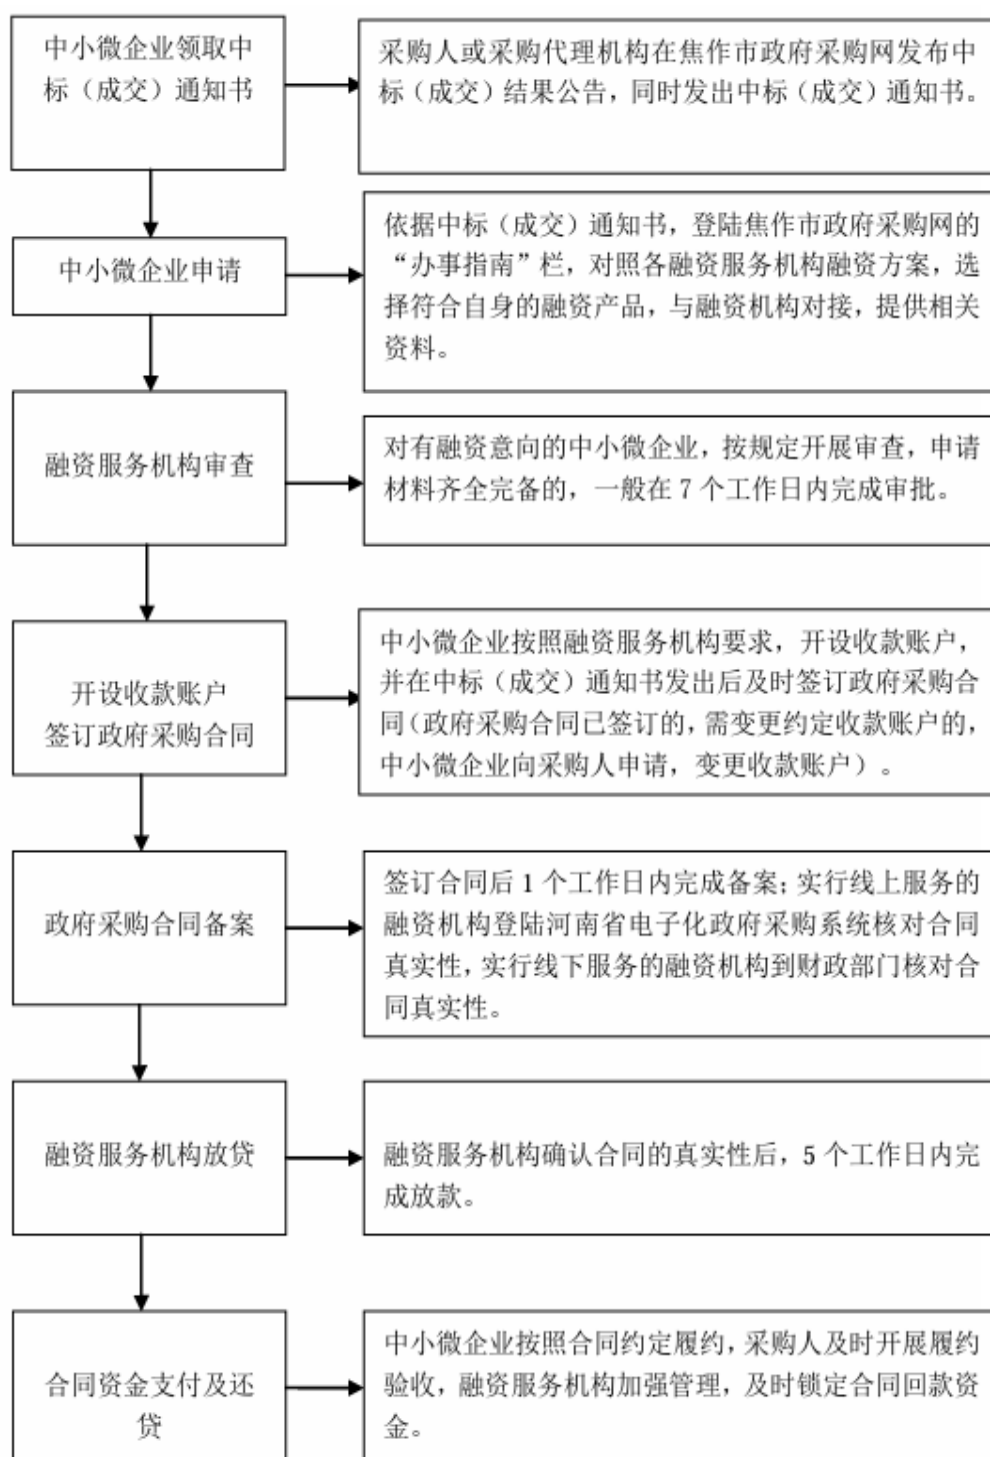 中小微企业领取中
标（成交）通知书
采购人或采购代理机构在焦作市政府采购网发布中
标（成交）结果公告，同时发出中标（成交）通知书。
中小微企业申请
依据中标（成交）通知书，登陆焦作市政府采购网的
“办事指南”栏，对照各融资服务机构融资方案，选
择符合自身的融资产品，与融资机构对接，提供相关
资料。
融资服务机构审查
对有融资意向的中小微企业，按规定开展审查，申请
材料齐全完备的，一般在 7 个工作日内完成审批。
开设收款账户
签订政府采购合同
中小微企业按照融资服务机构要求，开设收款账户，
并在中标（成交）通知书发出后及时签订政府采购合
同（政府采购合同已签订的，需变更约定收款账户的，
中小微企业向采购人申请，变更收款账户）。
政府采购合同备案
签订合同后 1 个工作日内完成备案；实行线上服务的
融资机构登陆河南省电子化政府采购系统核对合同
真实性，实行线下服务的融资机构到财政部门核对合
同真实性。
融资服务机构放贷
融资服务机构确认合同的真实性后，5 个工作日内完
成放款。
合同资金支付及还
贷
中小微企业按照合同约定履约，采购人及时开展履约
验收，融资服务机构加强管理，及时锁定合同回款资
金。